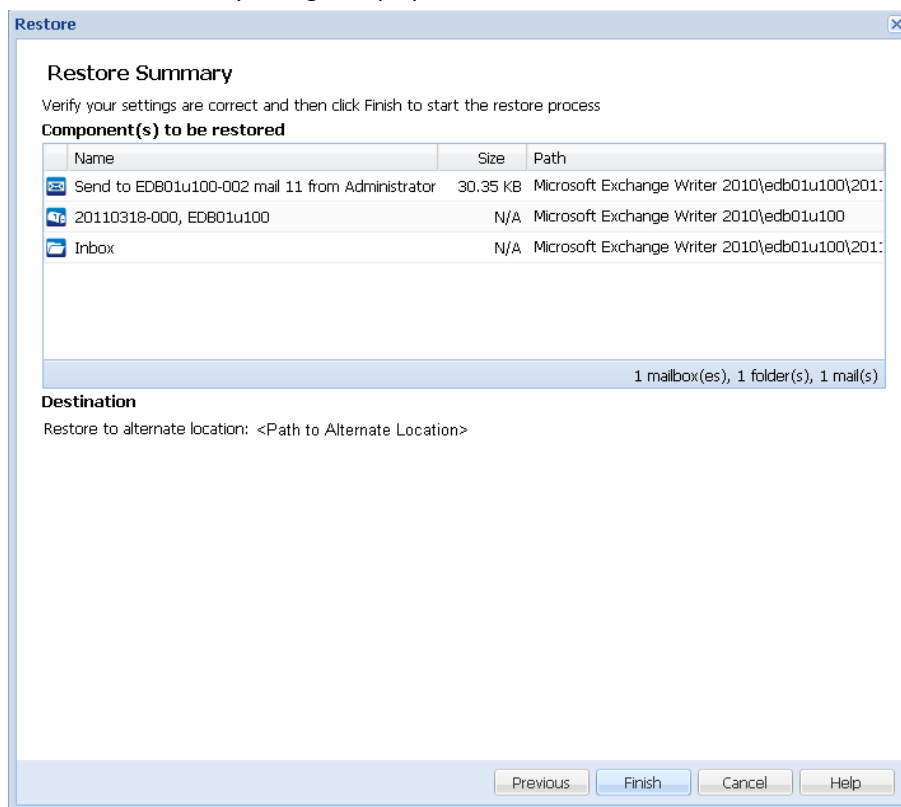 Restore
Restore Summary
Verify your settings are correct and then click Finish to start the restore process
Component(s) to be restored
Name Size Path
Send to EDB01u100-002 mail 11 from Administrator 30.35 KB Microsoft Exchange Writer 2010\edb01u100\201
20110318-000, EDB01u100 N/A Microsoft Exchange Writer 2010\edb01u100
Inbox N/A Microsoft Exchange Writer 2010\edb01u100\201
1 mailbox(es), 1 folder(s), 1 mail(s)
Destination
Restore to alternate location: <Path to Alternate Location>
Previous Finish Cancel Help